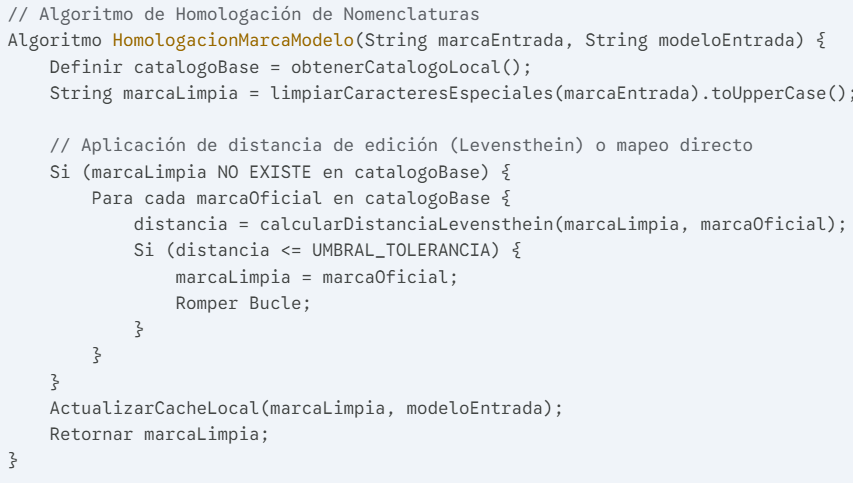 // Algoritmo de Homologación de Nomenclaturas
Algoritmo HomologacionMarcaModelo(String marcaEntrada, String modeloEntrada) {
    Definir catalogoBase = obtenerCatalogoLocal();
    String marcaLimpia = limpiarCaracteresEspeciales(marcaEntrada).toUpperCase();
    // Aplicación de distancia de edición (Levensthein) o mapeo directo
    Si (marcaLimpia NO EXISTE en catalogoBase) {
        Para cada marcaOficial en catalogoBase {
            distancia = calcularDistanciaLevensthein(marcaLimpia, marcaOficial);
            Si (distancia <= UMBRAL_TOLERANCIA) {
                marcaLimpia = marcaOficial;
                Romper Bucle;
            }
        }
    }
    ActualizarCacheLocal(marcaLimpia, modeloEntrada);
    Retornar marcaLimpia;
}